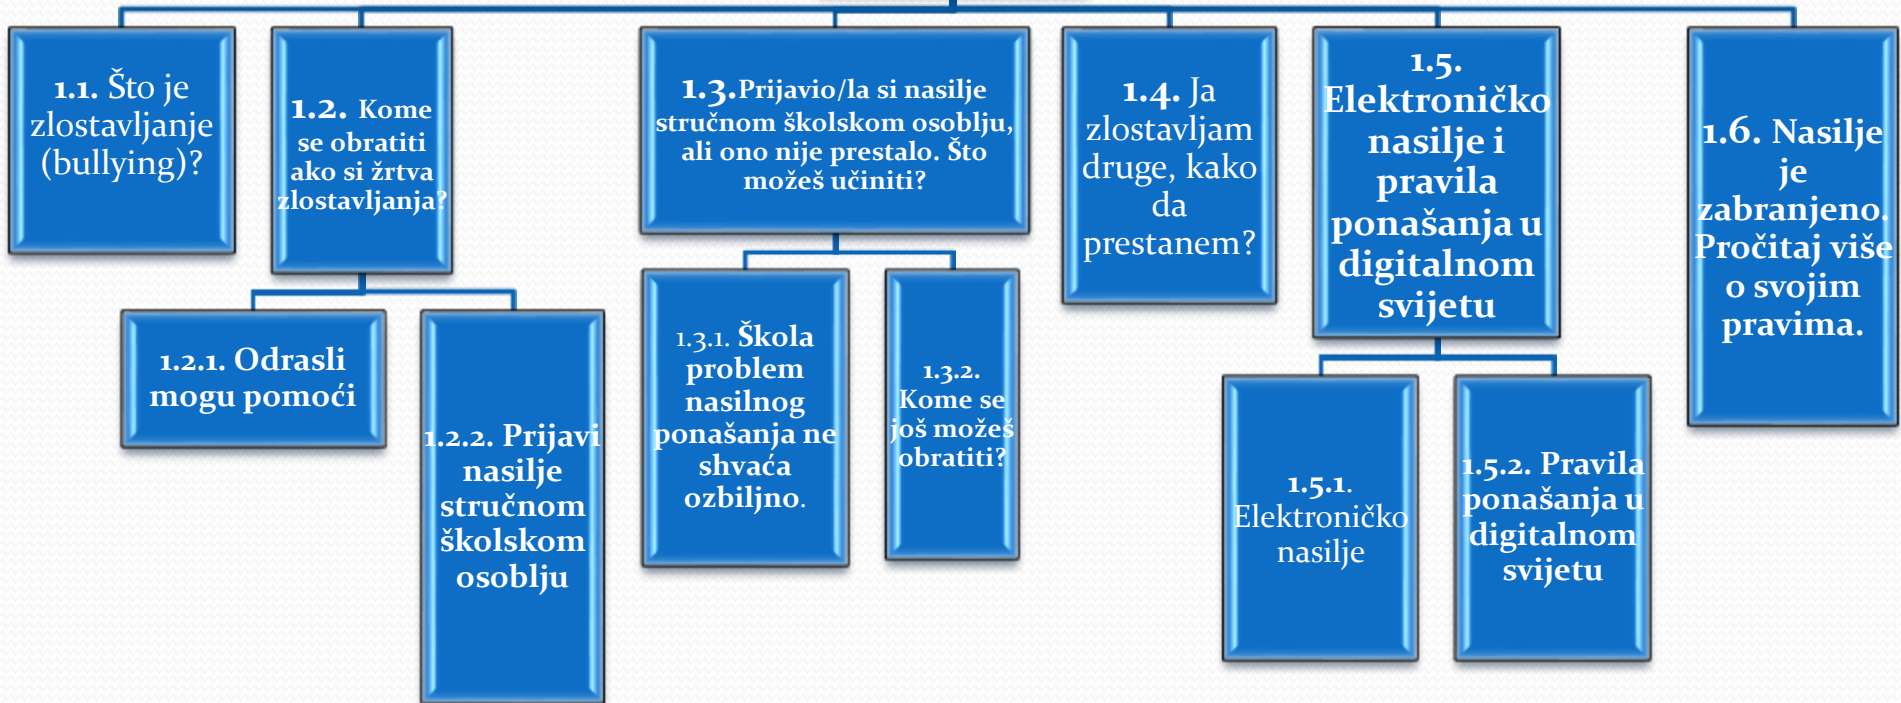 1.1. Što je
zlostavljanje
(bullying)?
1.2. Kome
se obratiti
ako si žrtva
zlostavljanja?
1.3.Prijavio/la si nasilje
stručnom školskom osoblju,
ali ono nije prestalo. Što
možeš učiniti?
1.4. Ja
zlostavljam
druge, kako
da
prestanem?
1.5.
Elektroničko
nasilje i
pravila
ponašanja u
digitalnom
svijetu
1.6. Nasilje
je
zabranjeno.
Pročitaj više
o svojim
pravima.
1.2.1. Odrasli
mogu pomoći
1.2.2. Prijavi
nasilje
stručnom
školskom
osoblju
1.3.1. Škola
problem
nasilnog
ponašanja ne
shvaća
ozbiljno.
1.3.2.
Kome se
još možeš
obratiti?
1.5.1.
Elektroničko
nasilje
1.5.2. Pravila
ponašanja u
digitalnom
svijetu